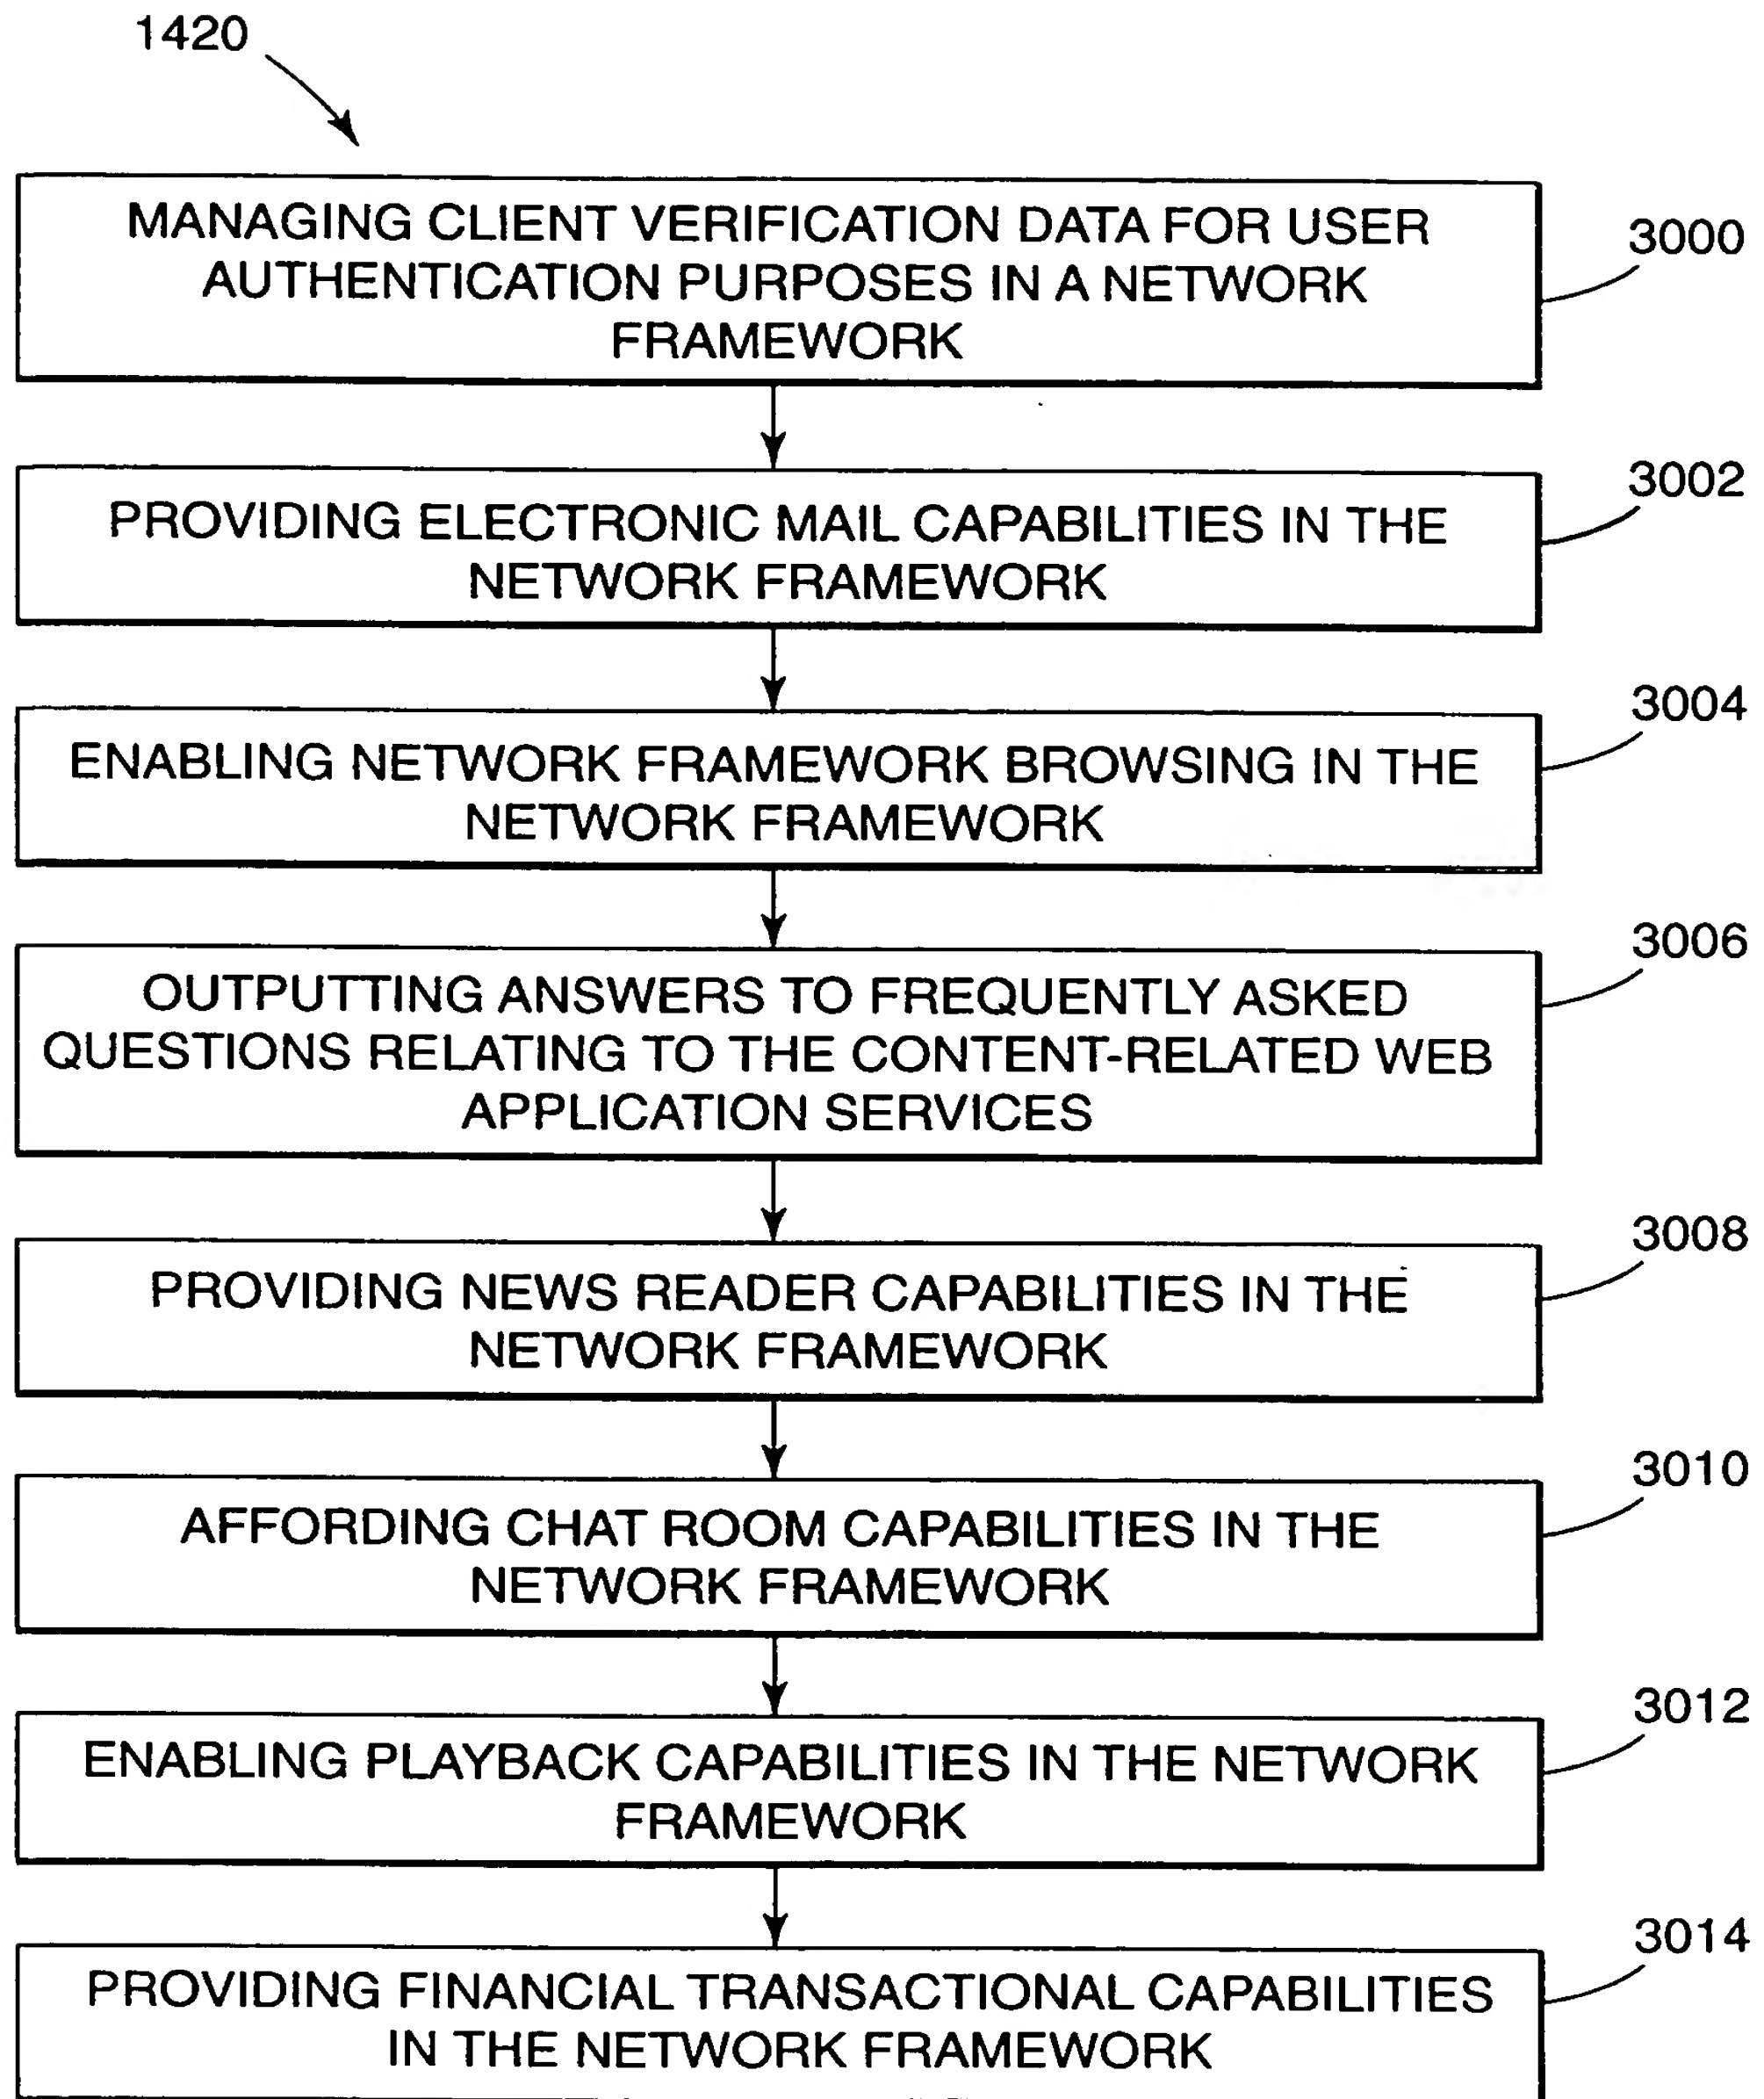 1420
MANAGING CLIENT VERIFICATION DATA FOR USER
AUTHENTICATION PURPOSES IN A NETWORK
FRAMEWORK
3000
PROVIDING ELECTRONIC MAIL CAPABILITIES IN THE
NETWORK FRAMEWORK
3002
ENABLING NETWORK FRAMEWORK BROWSING IN THE
NETWORK FRAMEWORK
3004
OUTPUTTING ANSWERS TO FREQUENTLY ASKED
QUESTIONS RELATING TO THE CONTENT-RELATED WEB
APPLICATION SERVICES
3006
PROVIDING NEWS READER CAPABILITIES IN THE
NETWORK FRAMEWORK
3008
AFFORDING CHAT ROOM CAPABILITIES IN THE
NETWORK FRAMEWORK
3010
ENABLING PLAYBACK CAPABILITIES IN THE NETWORK
FRAMEWORK
3012
PROVIDING FINANCIAL TRANSACTIONAL CAPABILITIES
IN THE NETWORK FRAMEWORK
3014